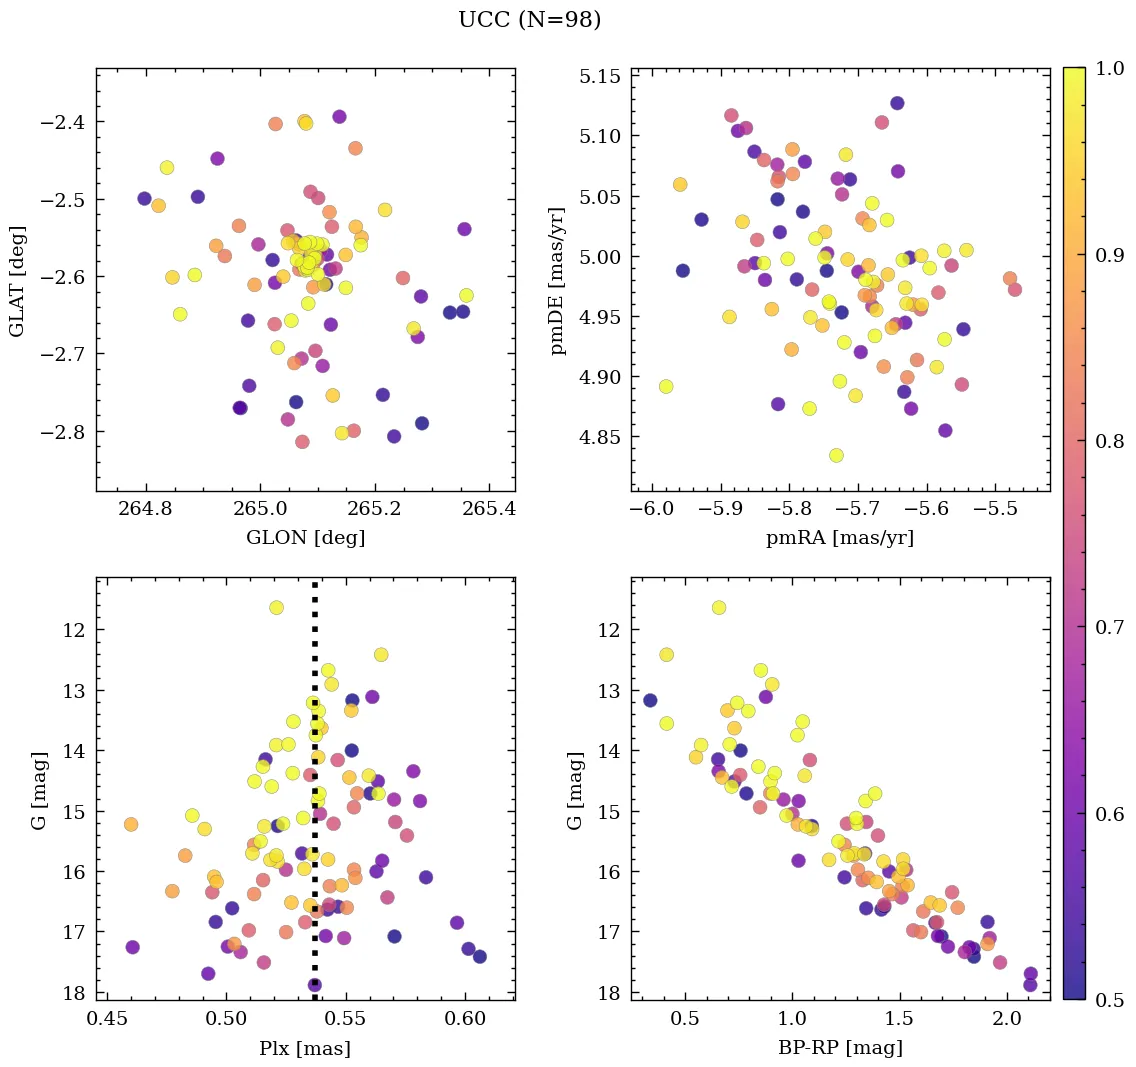 UCC (N=98)
−2.4
−2.5
−2.6
−2.7
−2.8
GLAT [deg]
264.8 265.0 265.2 265.4
GLON [deg]
5.15
5.10
5.05
5.00
4.95
4.90
4.85
pmDE [mas/yr]
−6.0 −5.9 −5.8 −5.7 −5.6 −5.5
pmRA [mas/yr]
1.0
0.9
0.8
0.7
0.6
0.5
12
13
14
15
16
17
18
G [mag]
0.45 0.50 0.55 0.60
Plx [mas]
12
13
14
15
16
17
18
G [mag]
0.5 1.0 1.5 2.0
BP-RP [mag]